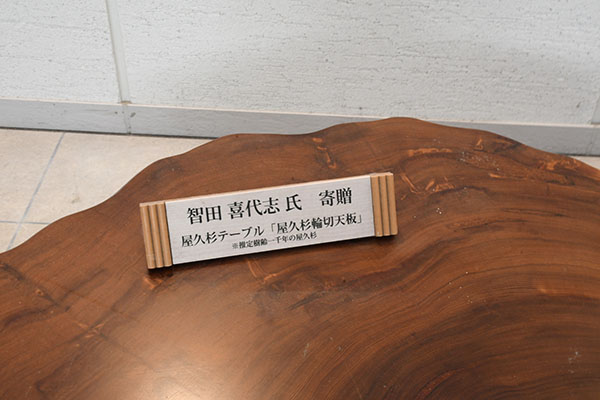 智田 喜代志 氏　寄贈
屋久杉テーブル「屋久杉輪切天板」
※推定樹齢一千年の屋久杉